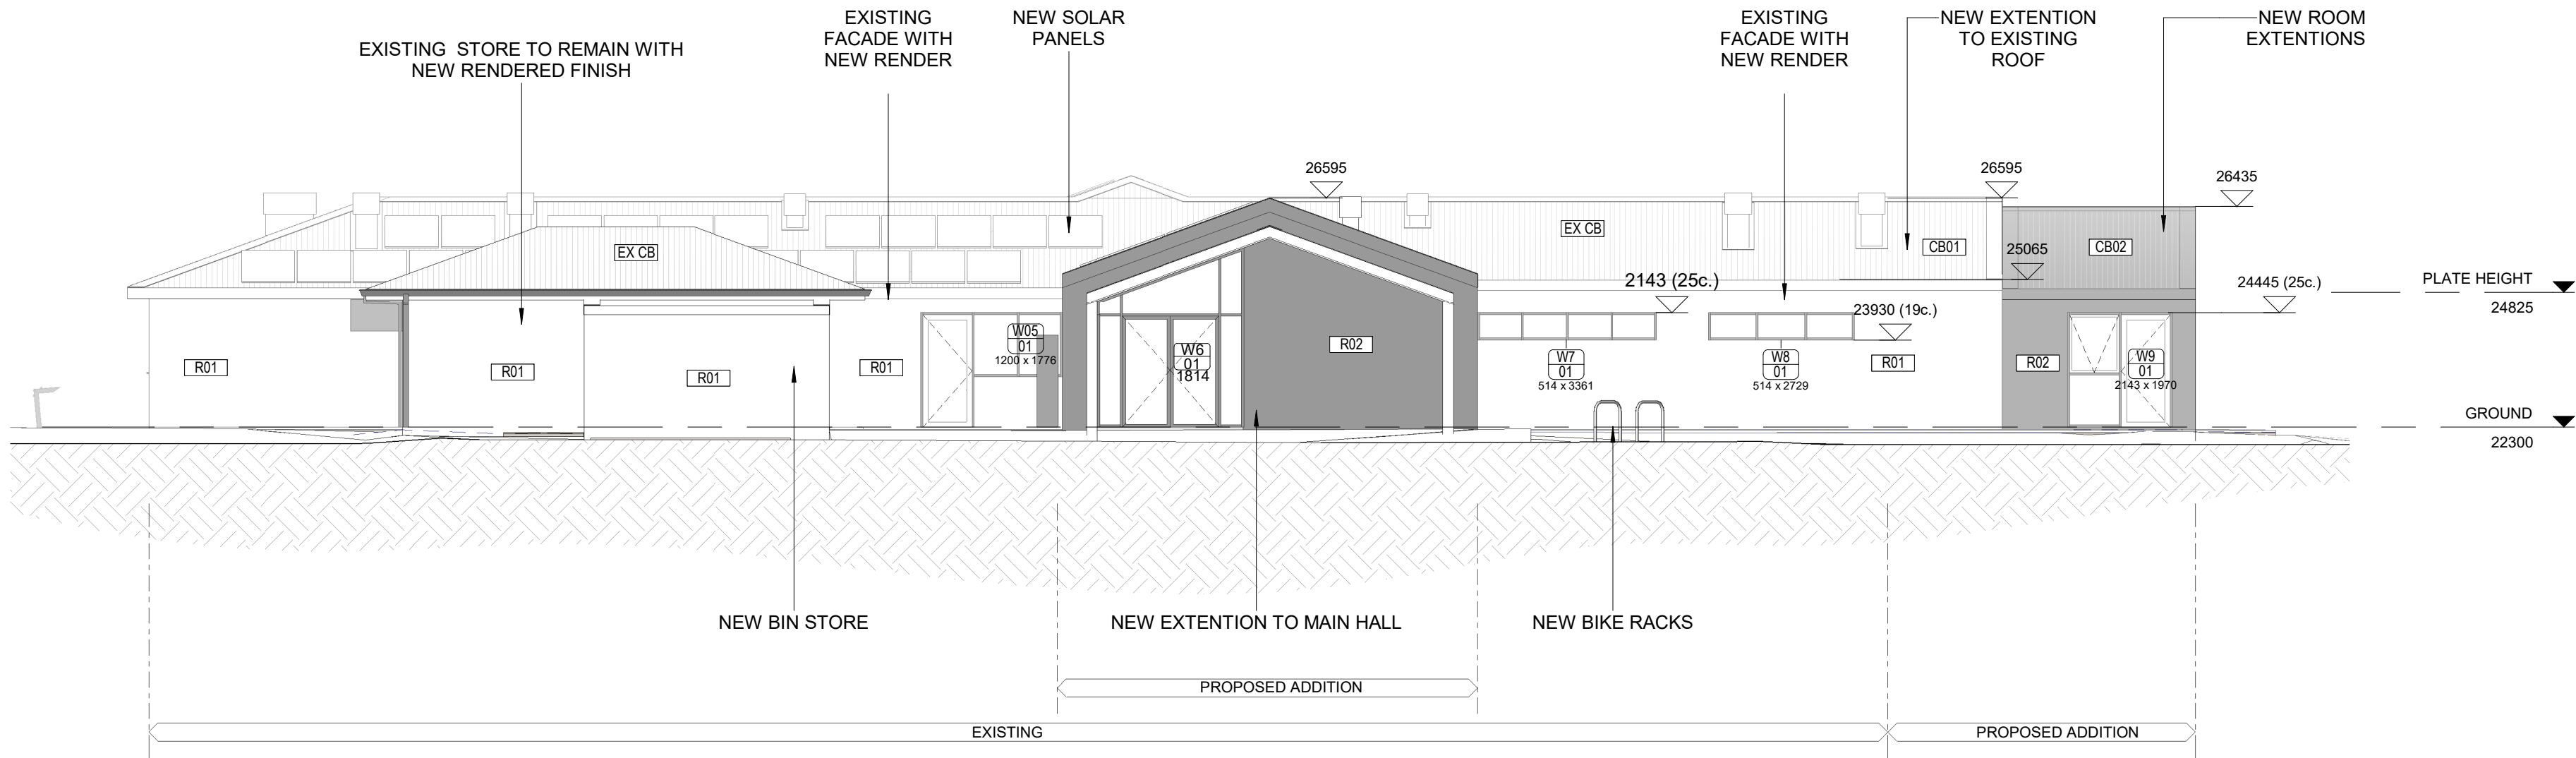 EXISTING STORE TO REMAIN WITH
NEW RENDERED FINISH
EXISTING
FACADE WITH
NEW RENDER
NEW SOLAR
PANELS
EXISTING
FACADE WITH
NEW RENDER
NEW EXTENTION
TO EXISTING
ROOF
NEW ROOM
EXTENTIONS
26595
26595
26435
EX CB
EX CB
CB01
CB02
25065
2143 (25c.)
23930 (19c.)
24445 (25c.)
PLATE HEIGHT
24825
R01
R01
R01
R01
W05
01
1200 x 1776
W6
01
1814
R02
W7
01
514 x 3361
W8
01
514 x 2729
R01
R02
W9
01
2143 x 1970
GROUND
22300
NEW BIN STORE
NEW EXTENTION TO MAIN HALL
NEW BIKE RACKS
PROPOSED ADDITION
EXISTING
PROPOSED ADDITION